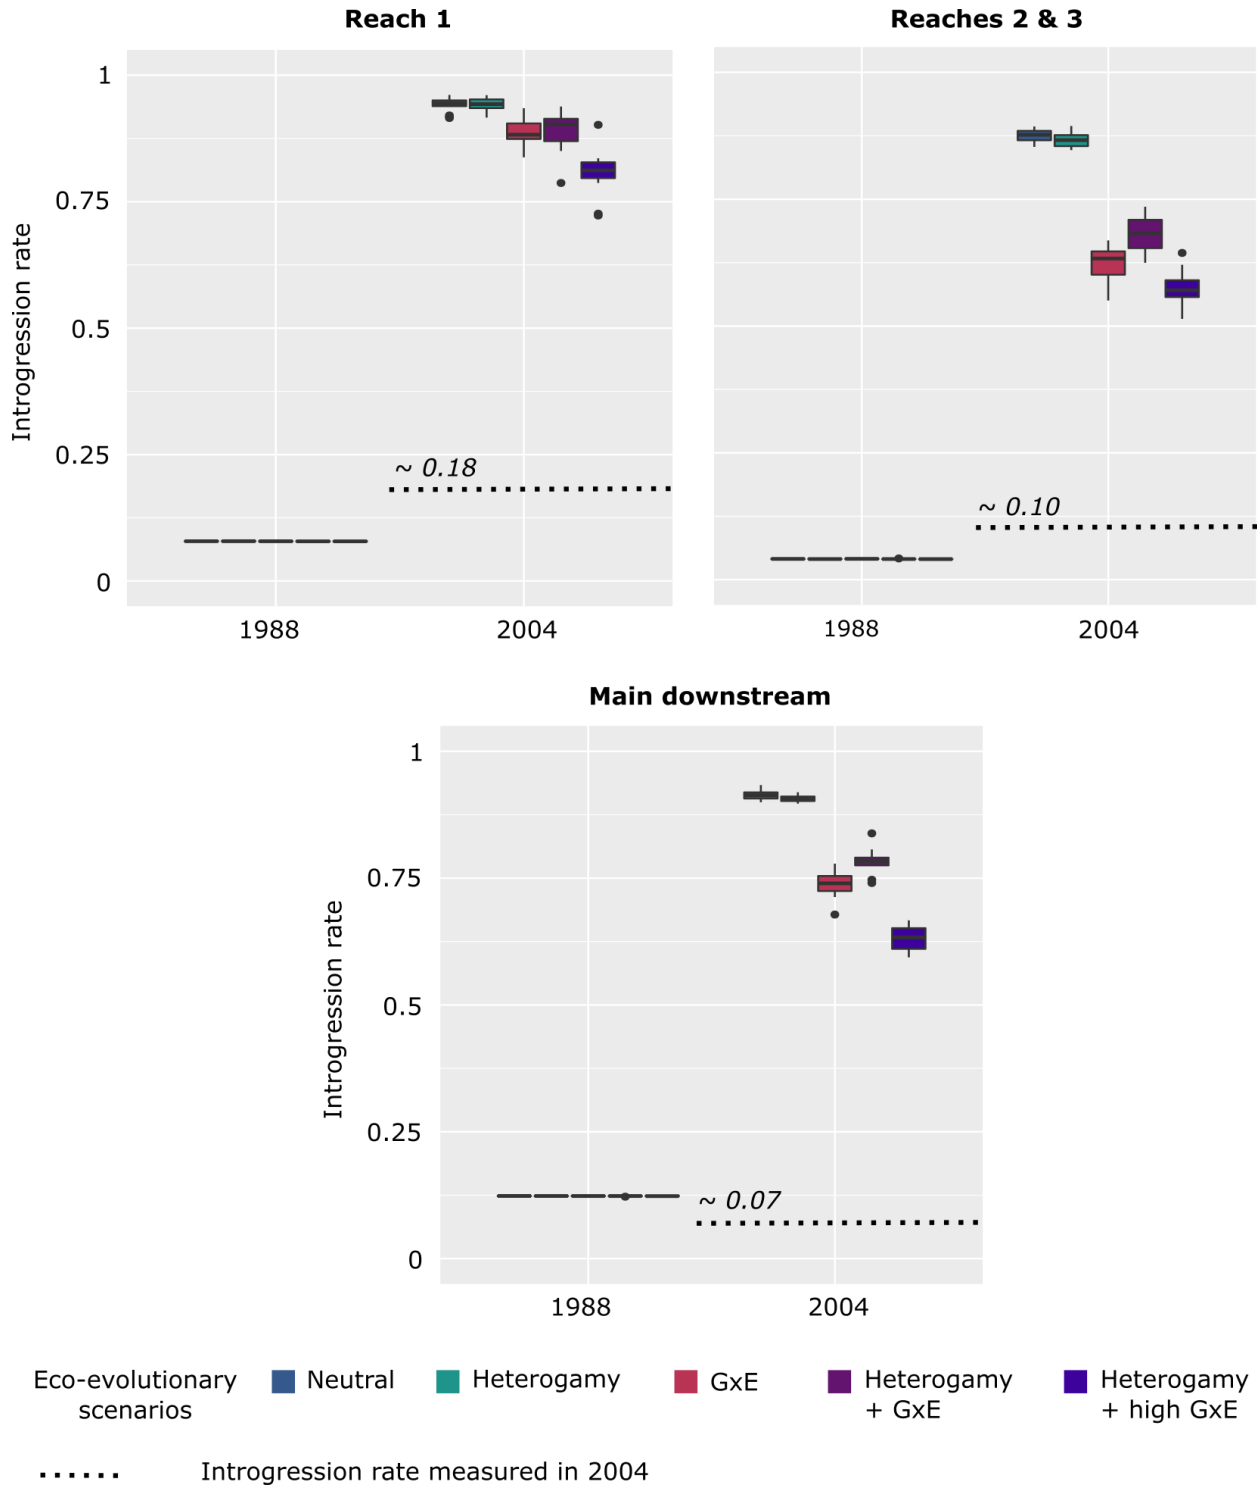 Reach 1
Reaches 2 & 3
Introgression rate
1
0.75
0.5
0.25
0
~ 0.18
~ 0.10
1988
2004
1988
2004
Main downstream
Introgression rate
1
0.75
0.5
0.25
0
~ 0.07
1988
2004
Eco-evolutionary
scenarios
Neutral
Heterogamy
GxE
Heterogamy
+ GxE
Heterogamy
+ high GxE
Introgression rate measured in 2004